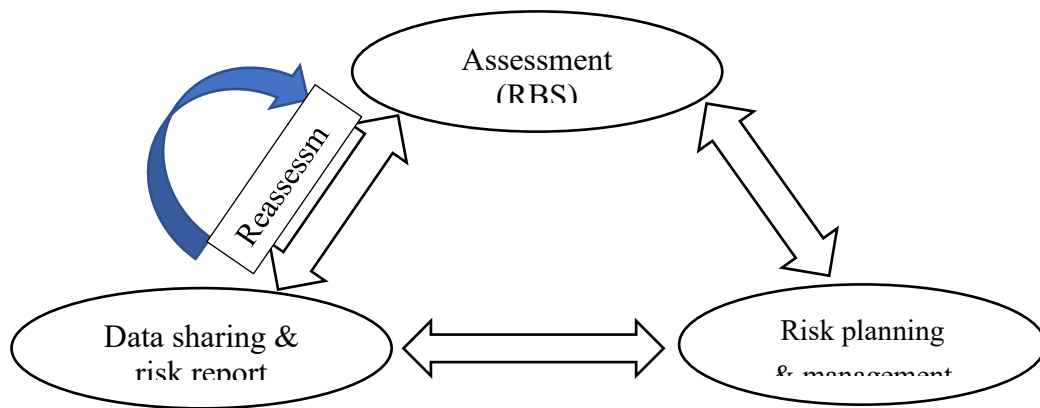 Assessment
(RBS)
Reassessm
Data sharing &
risk report
Risk planning
& management